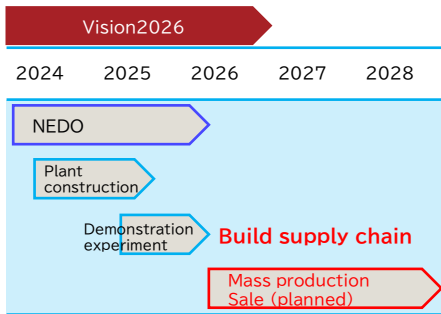 Vision2026
2024 2025 2026 2027 2028
NEDO
Plant
construction
Demonstration
experiment
Build supply chain
Mass production
Sale (planned)